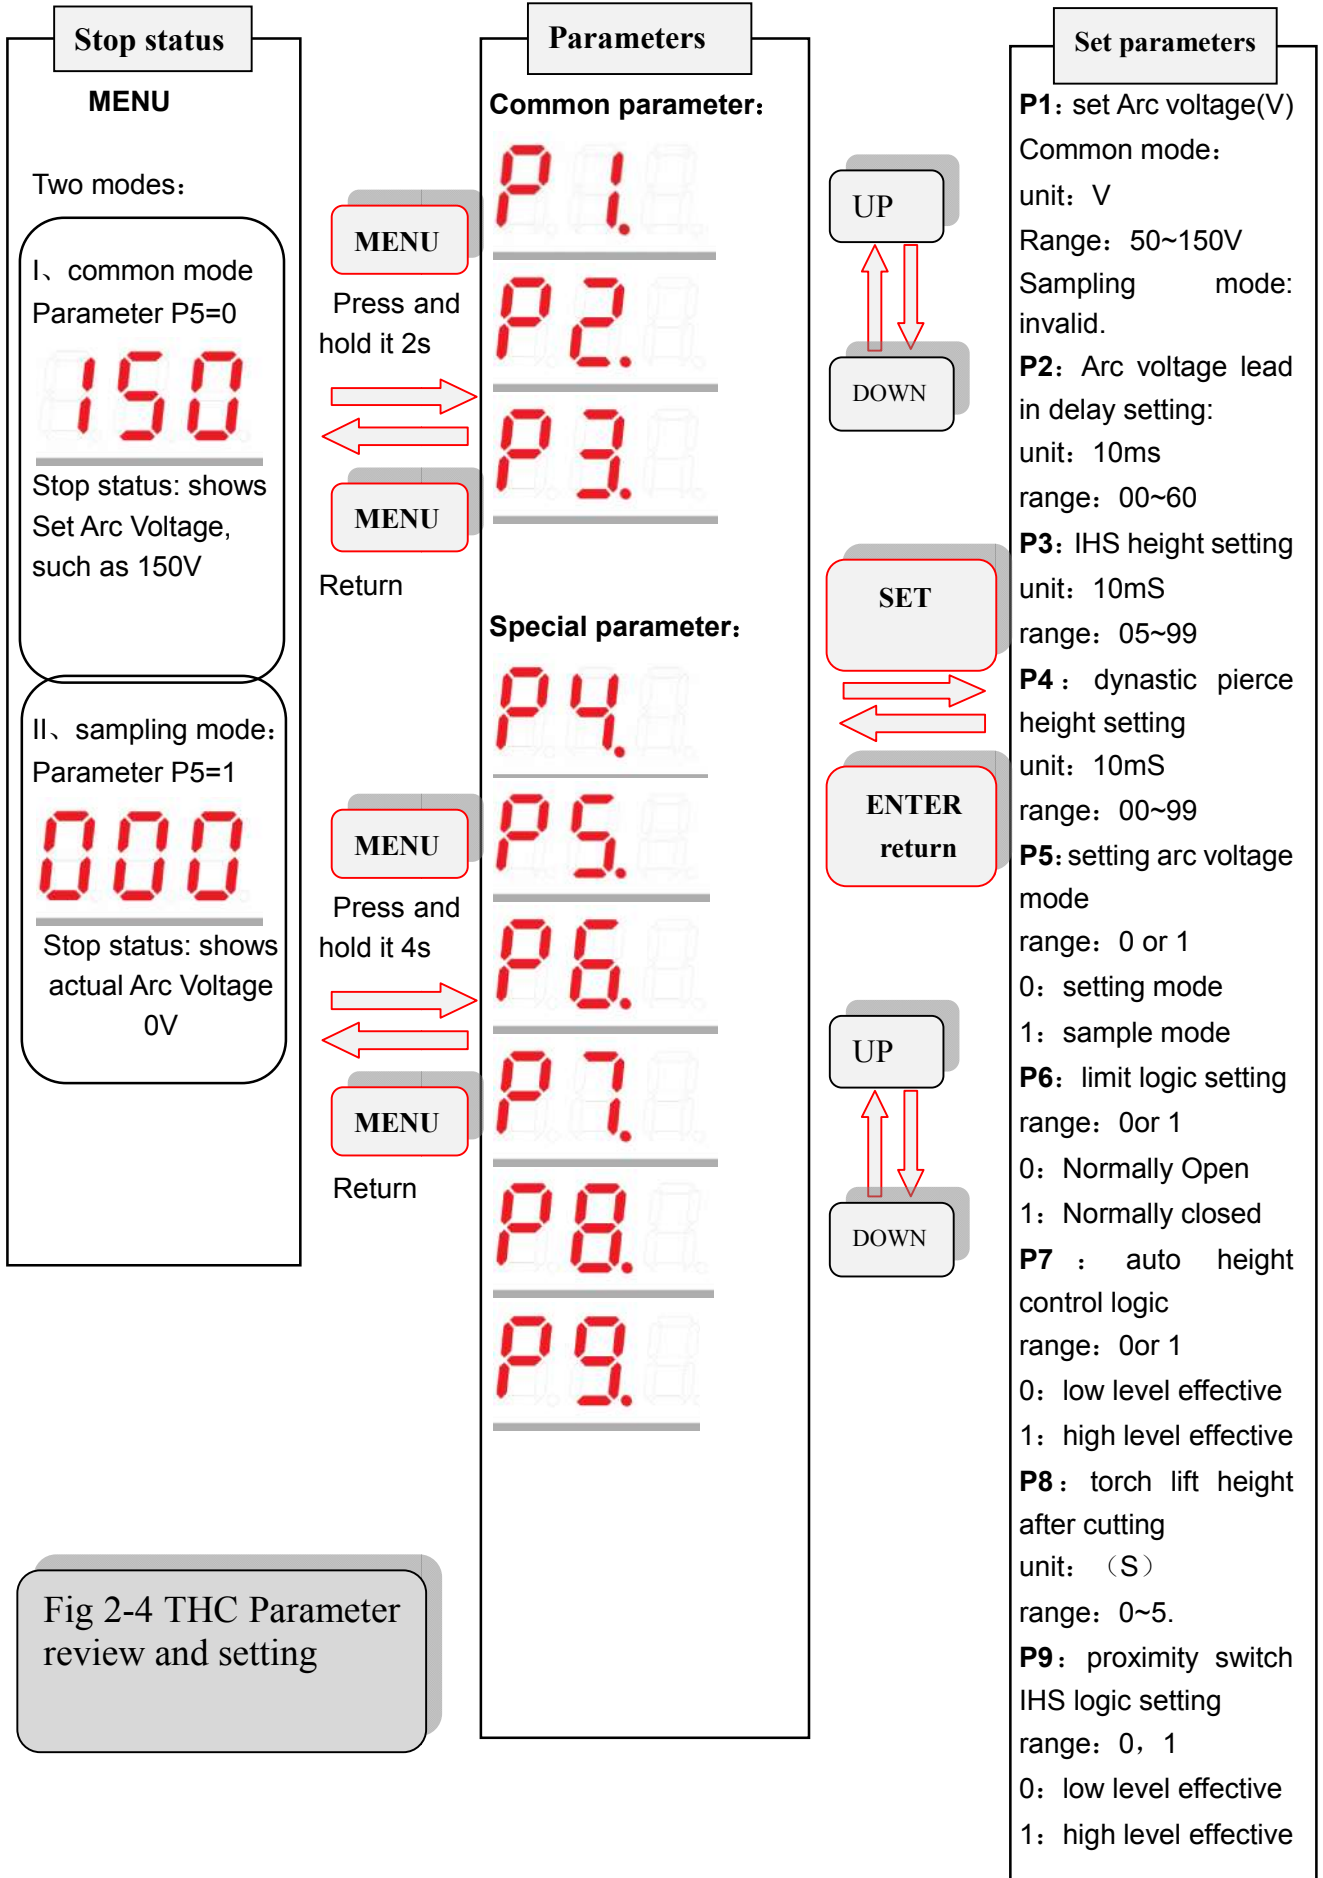 Stop status
MENU
Two modes：
I、common mode
Parameter P5=0
150
Stop status: shows
Set Arc Voltage,
such as 150V
II、sampling mode：
Parameter P5=1
000
Stop status: shows
actual Arc Voltage
0V
MENU
Press and
hold it 2s
MENU
Return
MENU
Press and
hold it 4s
MENU
Return
Parameters
Common parameter：
P1.
P2.
P3.
Special parameter：
P4.
P5.
P6.
P7.
P8.
P9.
UP
DOWN
SET
ENTER
return
UP
DOWN
Set parameters
P1：set Arc voltage(V)
Common mode：
unit：V
Range：50~150V
Sampling mode:
invalid.
P2：Arc voltage lead
in delay setting:
unit：10ms
range：00~60
P3：IHS height setting
unit：10mS
range：05~99
P4：dynastic pierce
height setting
unit：10mS
range：00~99
P5：setting arc voltage
mode
range：0 or 1
0：setting mode
1：sample mode
P6：limit logic setting
range：0or 1
0：Normally Open
1：Normally closed
P7：auto height
control logic
range：0or 1
0：low level effective
1：high level effective
P8：torch lift height
after cutting
unit：（S）
range：0~5.
P9：proximity switch
IHS logic setting
range：0，1
0：low level effective
1：high level effective
Fig 2-4 THC Parameter
review and setting